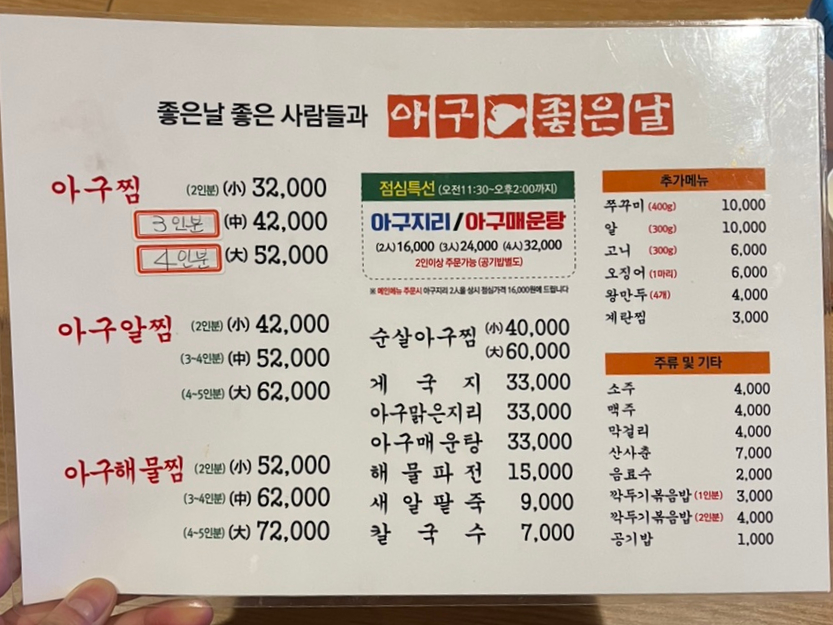 좋은날 좋은 사람들과 아구 좋은날
아구찜 (2인분) (小) 32,000
3인분 (中) 42,000
4인분 (大) 52,000
아구알찜 (2인분) (小) 42,000
(3~4인분) (中) 52,000
(4~5인분) (大) 62,000
아구해물찜 (2인분) (小) 52,000
(3~4인분) (中) 62,000
(4~5인분) (大) 72,000
점심특선 (오전11:30~오후2:00까지)
아구지리/아구매운탕
(2人) 16,000 (3人) 24,000 (4人) 32,000
2인이상 주문가능 (공기밥별도)
※ 메인메뉴 주문시 아구지리 2人을 상시 점심가격 16,000원에 드립니다
순살아구찜 (小) 40,000
(大) 60,000
게국지 33,000
아구맑은지리 33,000
아구매운탕 33,000
해물파전 15,000
새알팥죽 9,000
칼국수 7,000
추가메뉴
쭈꾸미 (400g) 10,000
알 (300g) 10,000
고니 (300g) 6,000
오징어 (1마리) 6,000
왕만두 (4개) 4,000
계란찜 3,000
주류 및 기타
소주 4,000
맥주 4,000
막걸리 4,000
산사춘 7,000
음료수 2,000
깍두기볶음밥 (1인분) 3,000
깍두기볶음밥 (2인분) 4,000
공기밥 1,000